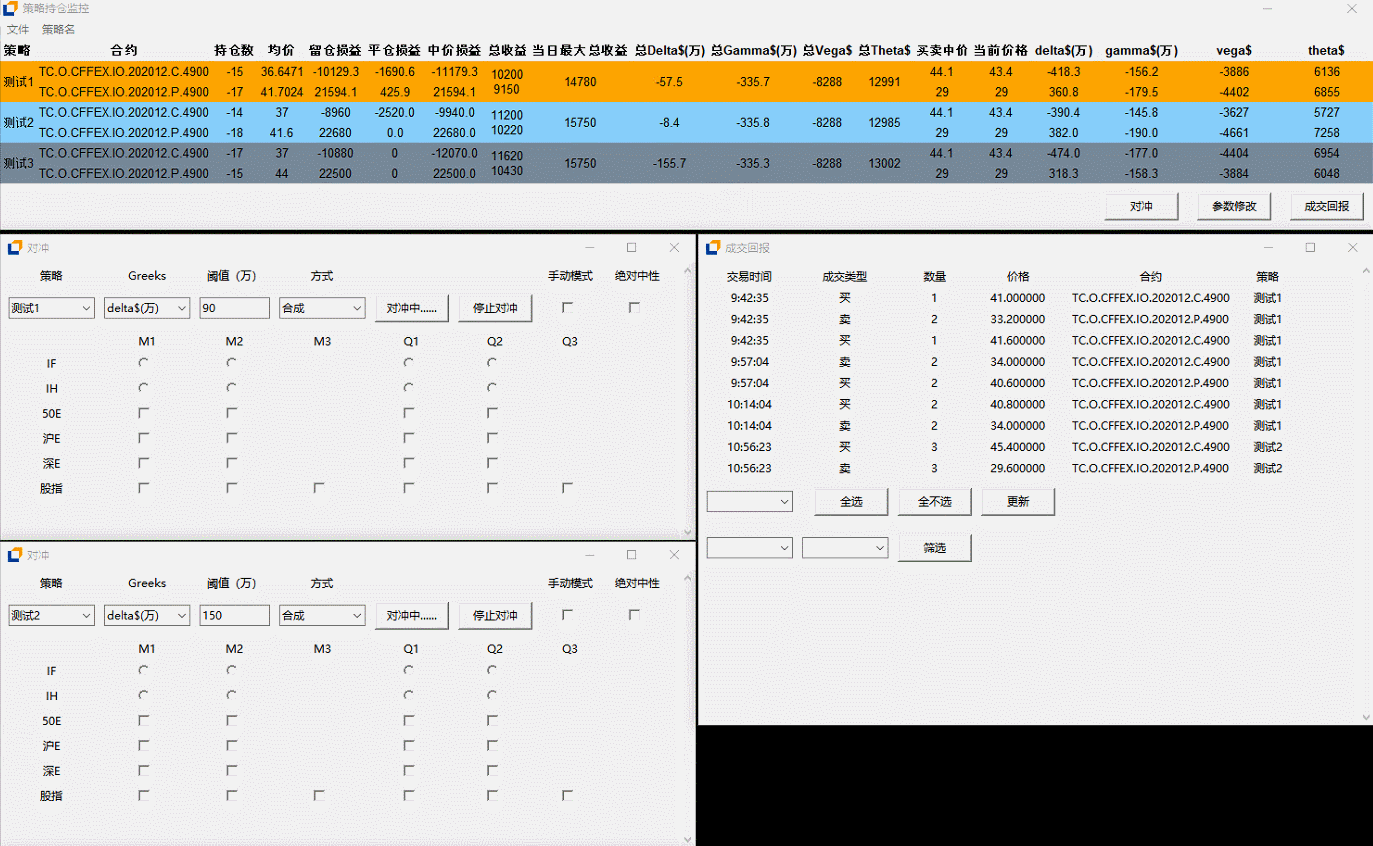 策略持仓监控
文件 策略名
策略 合约 持仓数 均价 留仓损益 平仓损益 中价损益 总收益 当日最大总收益 总Delta$(万) 总Gamma$(万) 总Vega$ 总Theta$ 买卖中价 当前价格 delta$(万) gamma$(万) vega$ theta$
测试1 TC.O.CFFEX.IO.202012.C.4900 -15 36.6471 -10129.3 -1690.6 -11179.3 10200 14780 -57.5 -335.7 -8288 12991 44.1 43.4 -418.3 -156.2 -3886 6136
TC.O.CFFEX.IO.202012.P.4900 -17 41.7024 21594.1 425.9 21594.1 9150 29 29 360.8 -179.5 -4402 6855
测试2 TC.O.CFFEX.IO.202012.C.4900 -14 37 -8960 -2520.0 -9940.0 11200 15750 -8.4 -335.8 -8288 12985 44.1 43.4 -390.4 -145.8 -3627 5727
TC.O.CFFEX.IO.202012.P.4900 -18 41.6 22680 0.0 22680.0 10220 29 29 382.0 -190.0 -4661 7258
测试3 TC.O.CFFEX.IO.202012.C.4900 -17 37 -10880 0 -12070.0 11620 15750 -155.7 -335.3 -8288 13002 44.1 43.4 -474.0 -177.0 -4404 6954
TC.O.CFFEX.IO.202012.P.4900 -15 44 22500 0 22500.0 10430 29 29 318.3 -158.3 -3884 6048
对冲 参数修改 成交回报
对冲
策略 Greeks 阈值（万） 方式 手动模式 绝对中性
测试1 delta$(万) 90 合成 对冲中...... 停止对冲
M1 M2 M3 Q1 Q2 Q3
IF
IH
50E
沪E
深E
股指
对冲
策略 Greeks 阈值（万） 方式 手动模式 绝对中性
测试2 delta$(万) 150 合成 对冲中...... 停止对冲
M1 M2 M3 Q1 Q2 Q3
IF
IH
50E
沪E
深E
股指
成交回报
交易时间 成交类型 数量 价格 合约 策略
9:42:35 买 1 41.000000 TC.O.CFFEX.IO.202012.C.4900 测试1
9:42:35 卖 2 33.200000 TC.O.CFFEX.IO.202012.P.4900 测试1
9:42:35 买 1 41.600000 TC.O.CFFEX.IO.202012.C.4900 测试1
9:57:04 卖 2 34.000000 TC.O.CFFEX.IO.202012.P.4900 测试1
9:57:04 买 2 40.600000 TC.O.CFFEX.IO.202012.P.4900 测试1
10:14:04 买 2 40.800000 TC.O.CFFEX.IO.202012.C.4900 测试1
10:14:04 卖 2 34.000000 TC.O.CFFEX.IO.202012.P.4900 测试1
10:56:23 买 3 45.400000 TC.O.CFFEX.IO.202012.C.4900 测试2
10:56:23 卖 3 29.600000 TC.O.CFFEX.IO.202012.P.4900 测试2
全选 全不选 更新
筛选